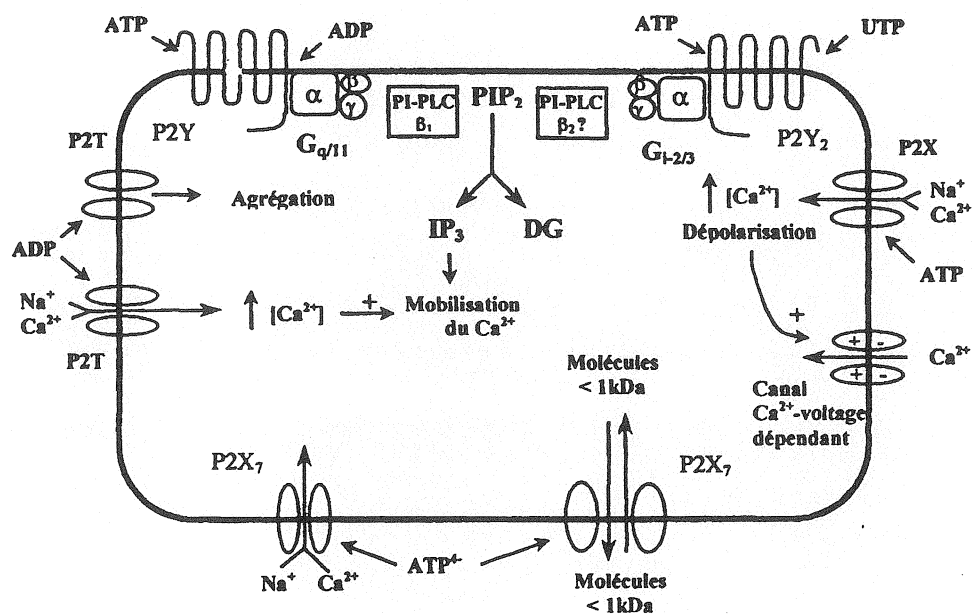 ATP
ADP
ATP
UTP
α
β
γ
PI-PLC
β₁
PIP₂
PI-PLC
β₂ ?
β
γ
α
P2T
P2Y
Gq/11
Gi-2/3
P2Y₂
P2X
Agrégation
IP₃
DG
[Ca²⁺]
Dépolarisation
Na⁺
Ca²⁺
ADP
ATP
Na⁺
Ca²⁺
[Ca²⁺]
+
Mobilisation
du Ca²⁺
+
P2T
+ -
+ -
Ca²⁺
Molécules
< 1kDa
Canal
Ca²⁺-voltage
dépendant
P2X₇
P2X₇
ATP⁴⁻
Na⁺
Ca²⁺
Molécules
< 1kDa